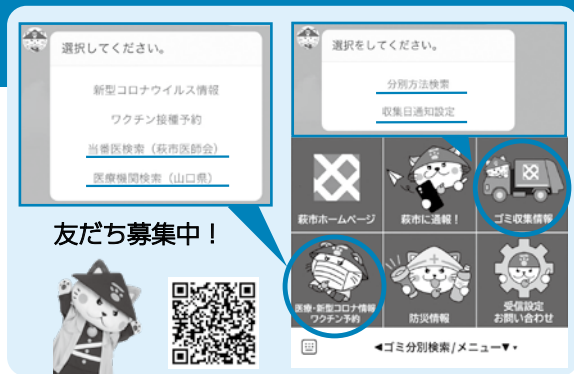 選択してください。
新型コロナウイルス情報
ワクチン接種予約
当番医検索(萩市医師会)
医療機関検索(山口県)
友だち募集中!
選択をしてください。
分別方法検索
収集日通知設定
萩市ホームページ
萩市に通報!
ゴミ収集情報
医療・新型コロナ情報
ワクチン予約
防災情報
受信設定
お問い合わせ
◀ゴミ分別検索/メニュー▼・